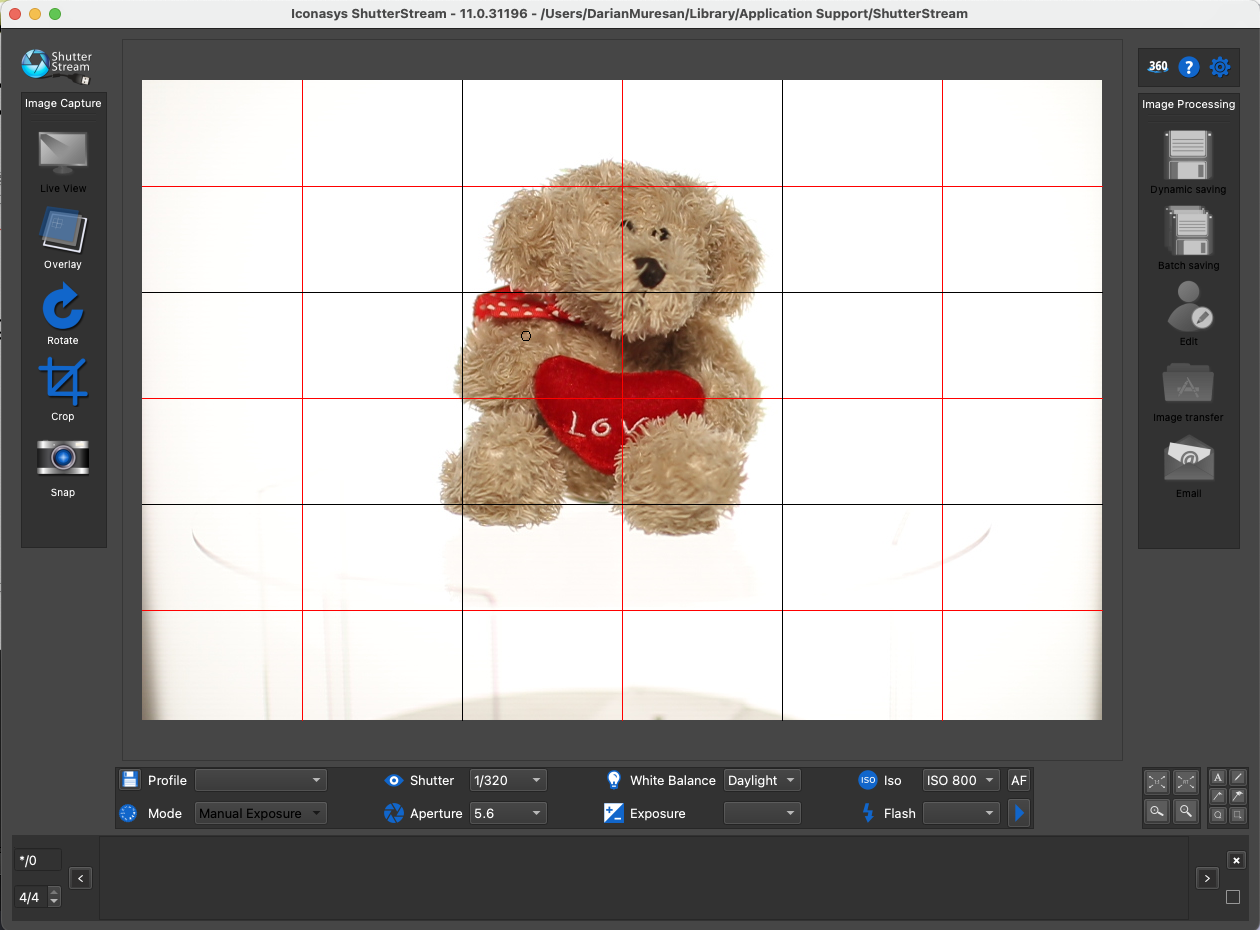 Iconasys ShutterStream - 11.0.31196 - /Users/DarianMuresan/Library/Application Support/ShutterStream
Shutter
Stream
Image Capture
Live View
Overlay
Rotate
Crop
Snap
LOV
360
?
Image Processing
Dynamic saving
Batch saving
Edit
Image transfer
@
Email
Profile
Shutter 1/320
White Balance Daylight
ISO Iso ISO 800 AF
Mode Manual Exposure
Aperture 5.6
Exposure
Flash
A
*/0
<
4/4
>